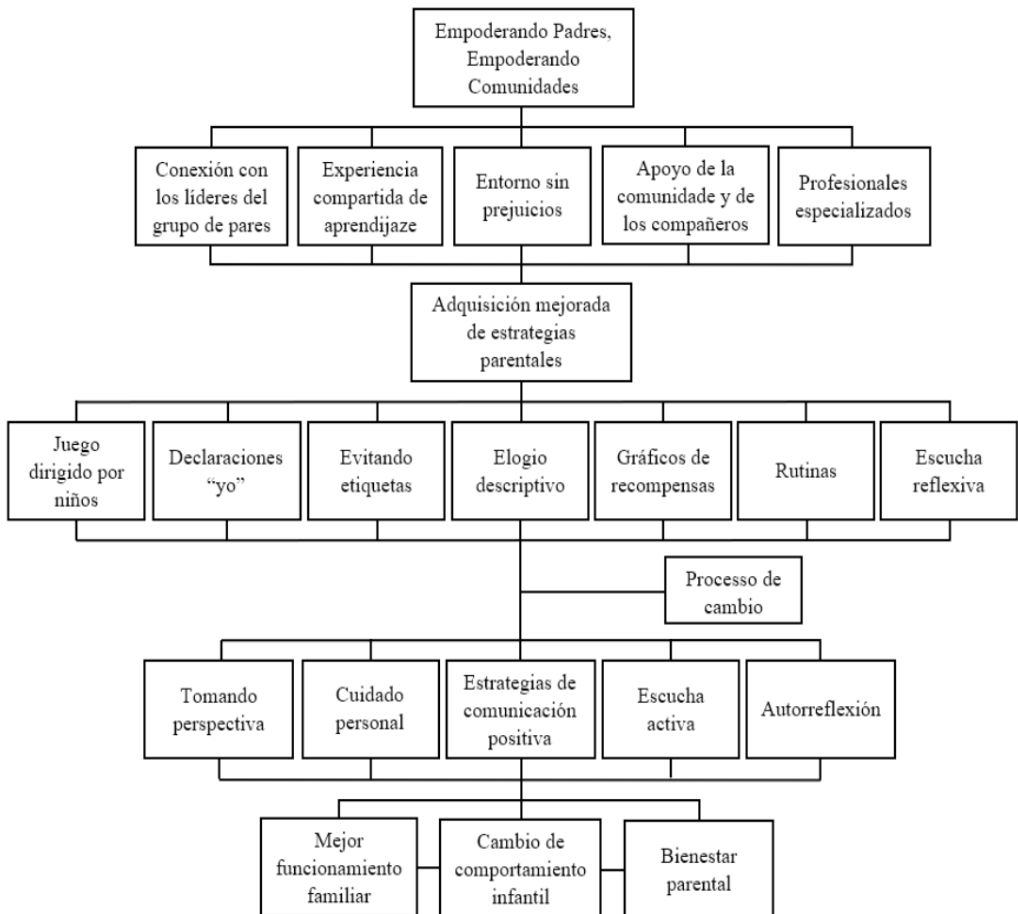 Empoderando Padres,
Empoderando
Comunidades
Conexión con
los líderes del
grupo de pares
Experiencia
compartida de
aprendijaze
Entorno sin
prejuicios
Apoyo de la
comunidade y de
los compañeros
Profesionales
especializados
Adquisición mejorada
de estrategias
parentales
Juego
dirigido por
niños
Declaraciones
“yo”
Evitando
etiquetas
Elogio
descriptivo
Gráficos de
recompensas
Rutinas
Escucha
reflexiva
Processo de
cambio
Tomando
perspectiva
Cuidado
personal
Estrategias de
comunicación
positiva
Escucha
activa
Autorreflexión
Mejor
funcionamiento
familiar
Cambio de
comportamiento
infantil
Bienestar
parental